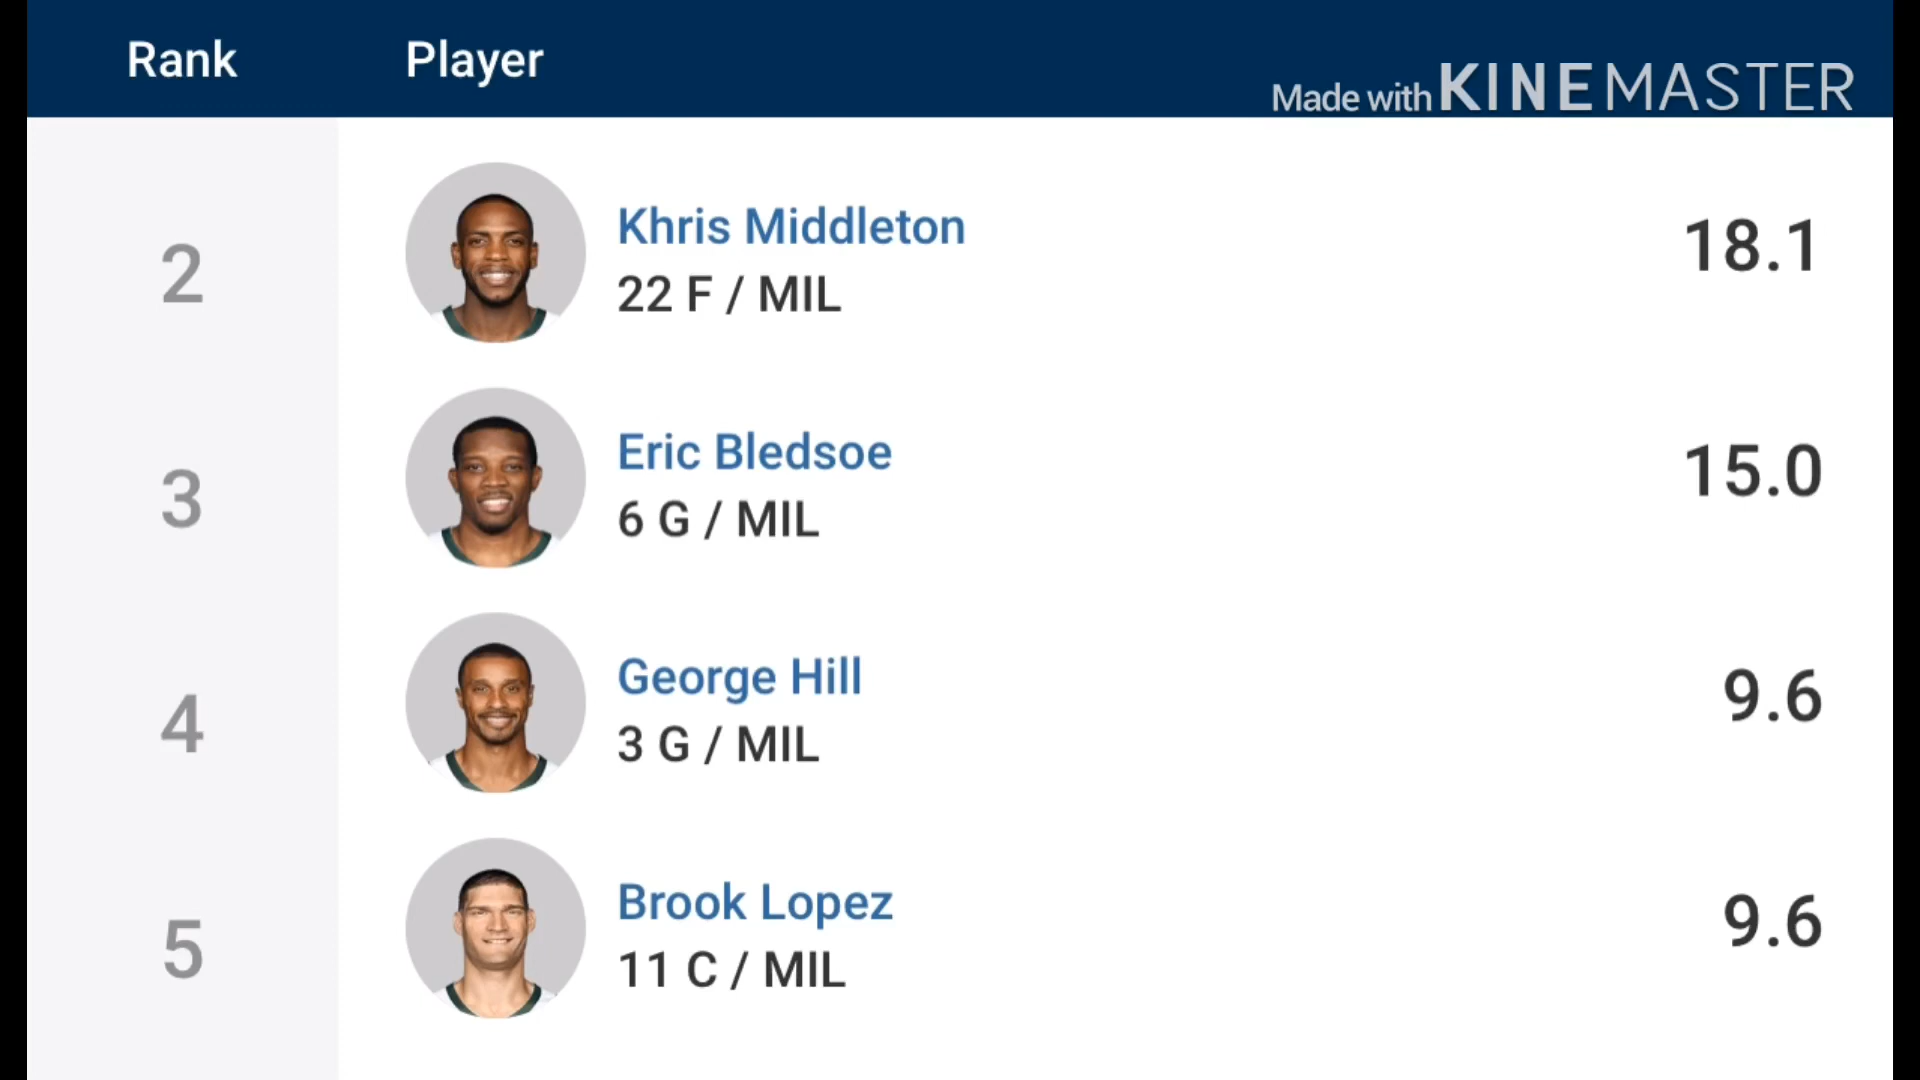 Rank Player
Made with KINEMASTER
2 Khris Middleton 18.1
22 F / MIL
3 Eric Bledsoe 15.0
6 G / MIL
4 George Hill 9.6
3 G / MIL
5 Brook Lopez 9.6
11 C / MIL